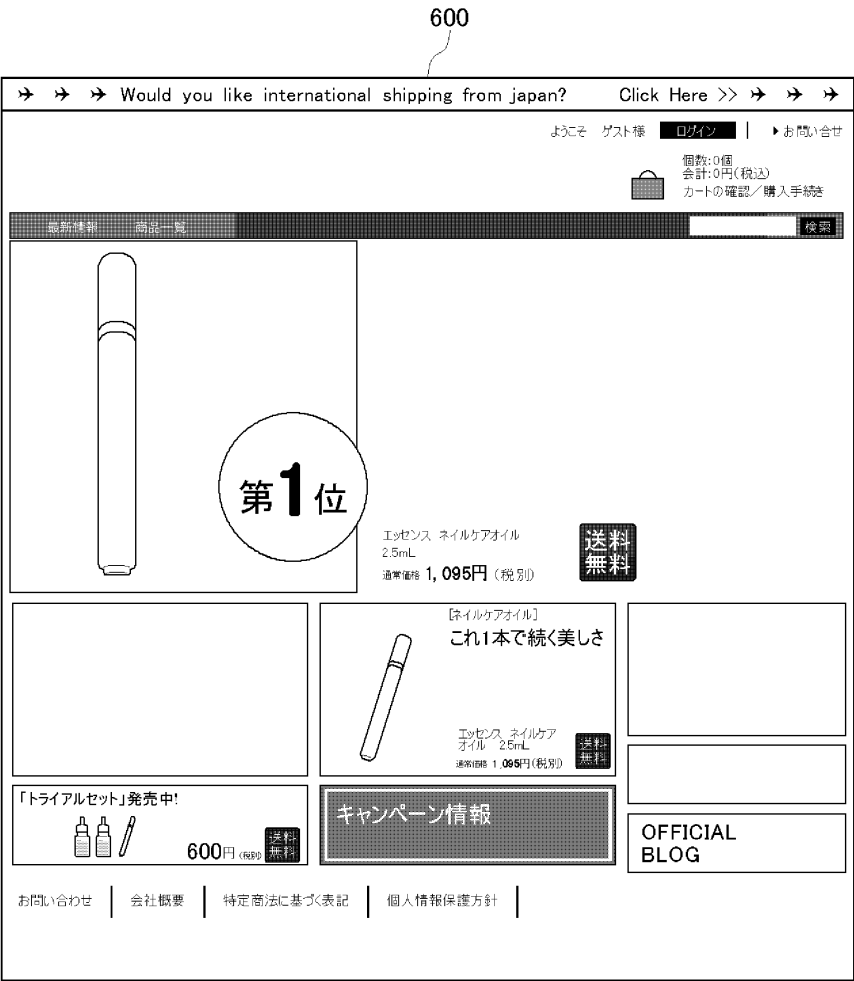 600
Would you like international shipping from japan? Click Here >>
ようこそ ゲスト様 ログイン ▶お問い合せ
個数:0個
会計:0円(税込)
カートの確認／購入手続き
最新情報 商品一覧 検索
第1位
エッセンス ネイルケアオイル
2.5mL
通常価格 1,095円(税別)
送料
無料
[ネイルケアオイル]
これ1本で続く美しさ
エッセンス ネイルケア
オイル 2.5mL
通常価格 1,095円(税別)
送料
無料
「トライアルセット」発売中!
600円(税別)
送料
無料
キャンペーン情報
OFFICIAL
BLOG
お問い合わせ 会社概要 特定商法に基づく表記 個人情報保護方針